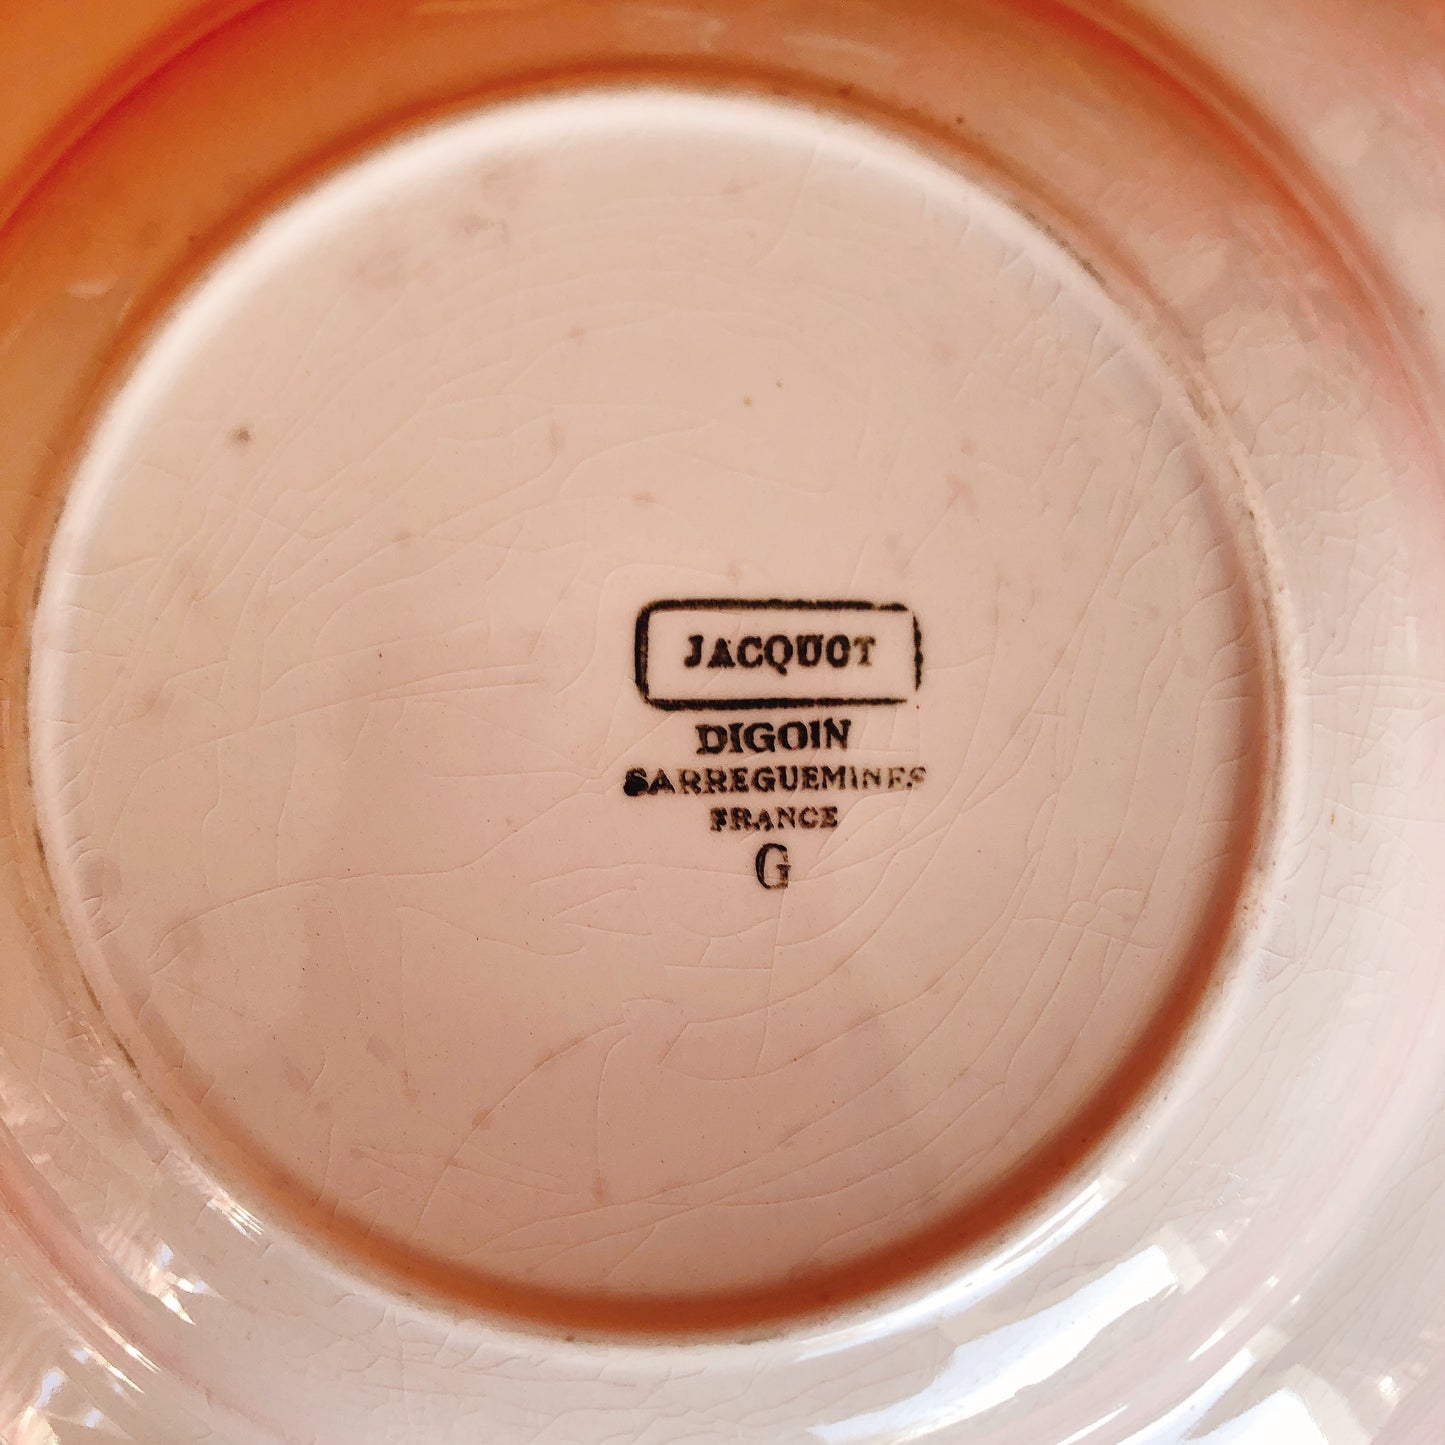 JACQUOT
DIGOIN
SARREGUEMINES
FRANCE
G